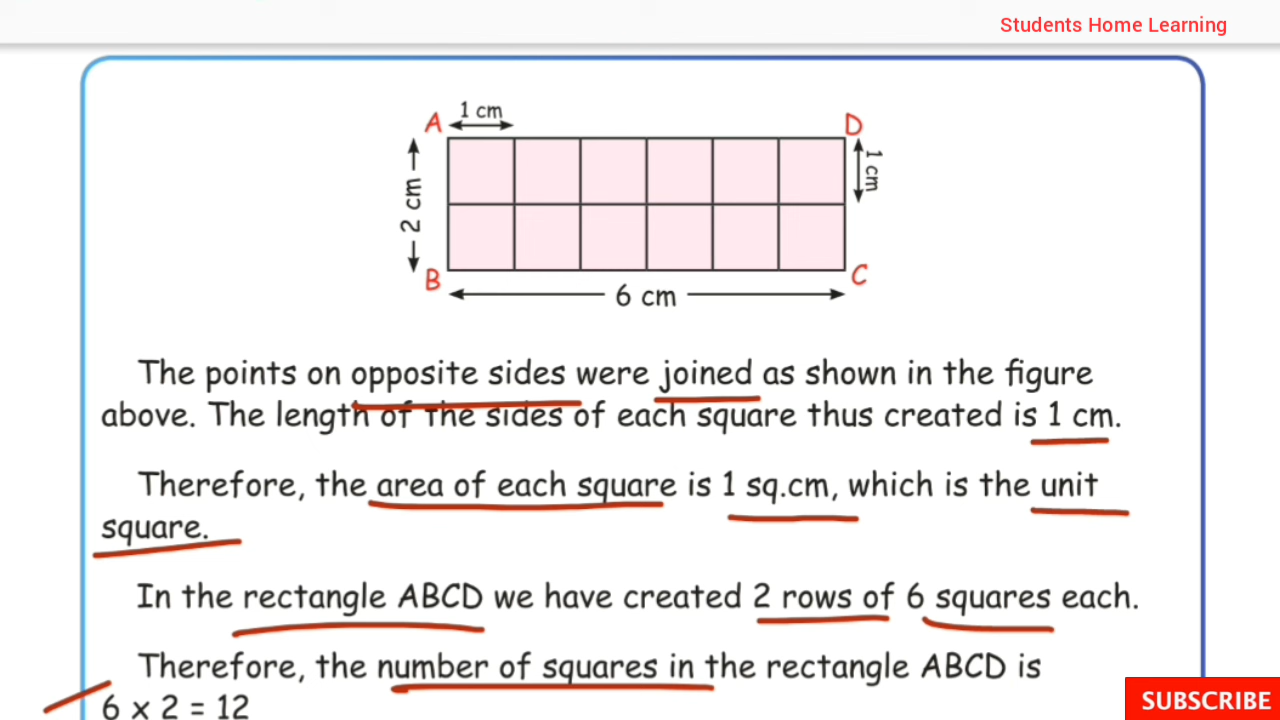 Students Home Learning
1 cm
A
D
2 cm
1 cm
B
C
6 cm
The points on opposite sides were joined as shown in the figure
above. The length of the sides of each square thus created is 1 cm.
Therefore, the area of each square is 1 sq.cm, which is the unit
square.
In the rectangle ABCD we have created 2 rows of 6 squares each.
Therefore, the number of squares in the rectangle ABCD is
6 x 2 = 12
SUBSCRIBE